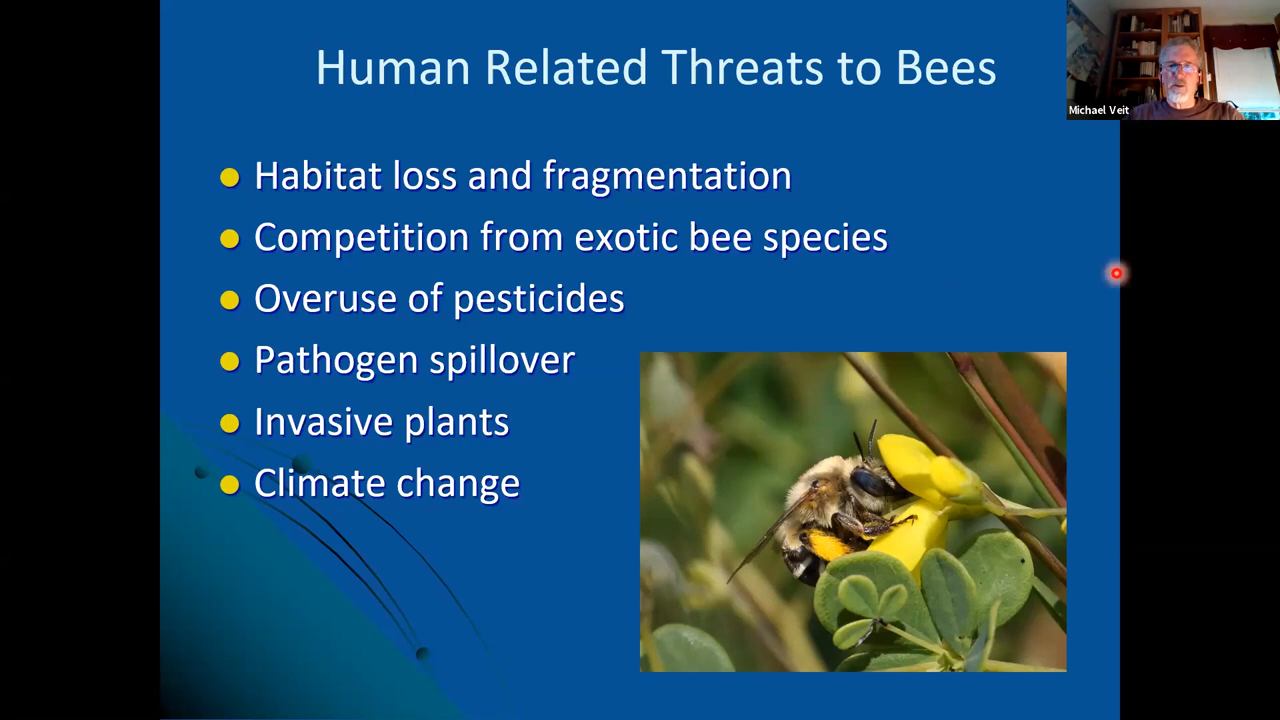 Human Related Threats to Bees
Michael Veit
Habitat loss and fragmentation
Competition from exotic bee species
Overuse of pesticides
Pathogen spillover
Invasive plants
Climate change